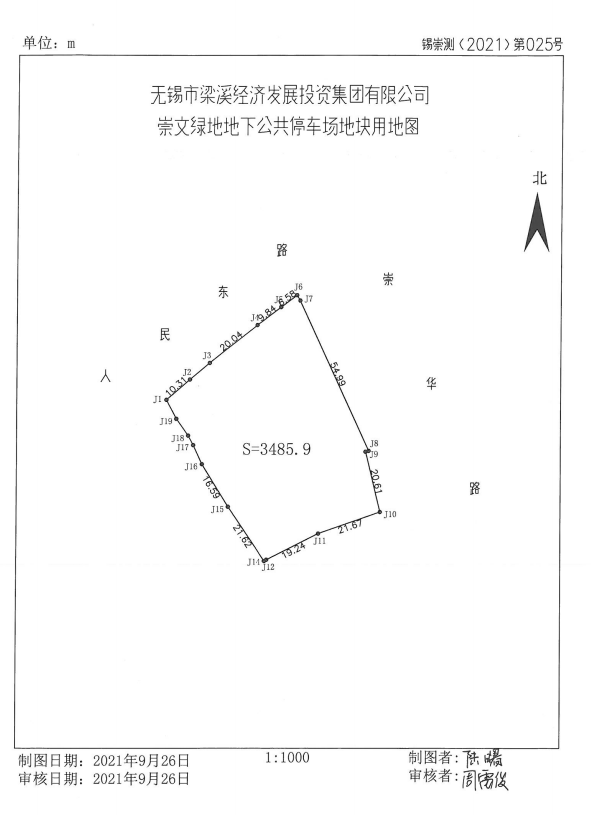 单位：m
锡崇测（2021）第025号
无锡市梁溪经济发展投资集团有限公司
崇文绿地地下公共停车场地块用地图
北
人 民 东 路
崇 华 路
J1
10.31
J2
J3
20.04
J4
9.84
J5
6.58
J6
J7
54.99
J8
J9
20.61
J10
21.67
J11
19.24
J12
J14
21.62
J15
16.59
J16
J17
J18
J19
S=3485.9
制图日期：2021年9月26日
1:1000
制图者：陈曦
审核日期：2021年9月26日
审核者：